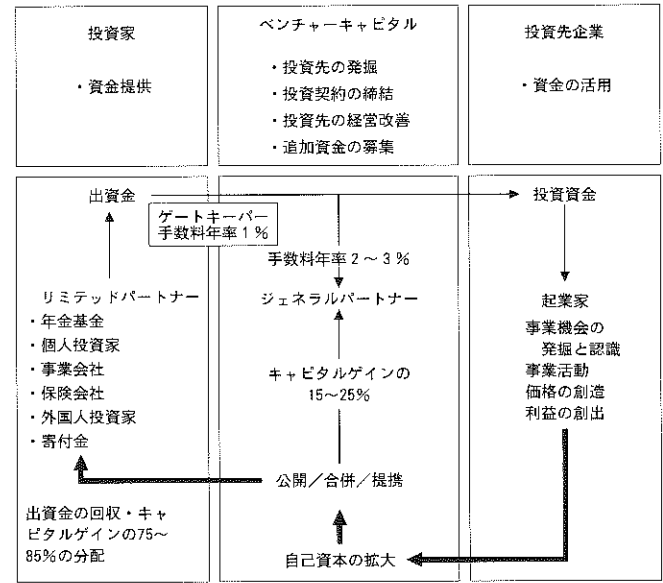 投資家
・資金提供
ベンチャーキャピタル
・投資先の発掘
・投資契約の締結
・投資先の経営改善
・追加資金の募集
投資先企業
・資金の活用
出資金
ゲートキーパー
手数料年率1%
投資資金
手数料年率2～3%
リミテッドパートナー
・年金基金
・個人投資家
・事業会社
・保険会社
・外国人投資家
・寄付金
ジェネラルパートナー
キャピタルゲインの
15～25%
起業家
事業機会の
発掘と認識
事業活動
価格の創造
利益の創出
公開／合併／提携
出資金の回収・キャ
ピタルゲインの75～
85%の分配
自己資本の拡大